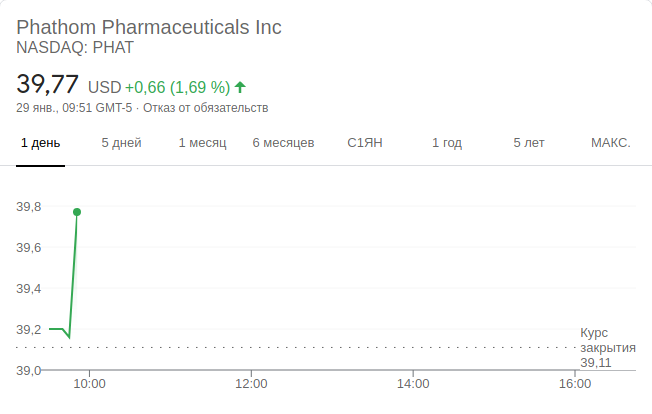 Phathom Pharmaceuticals Inc
NASDAQ: PHAT
39,77 USD +0,66 (1,69 %)
29 янв., 09:51 GMT-5 · Отказ от обязательств
1 день 5 дней 1 месяц 6 месяцев С1ЯН 1 год 5 лет МАКС.
39,8
39,6
39,4
39,2
Курс
закрытия
39,11
39,0
10:00 12:00 14:00 16:00